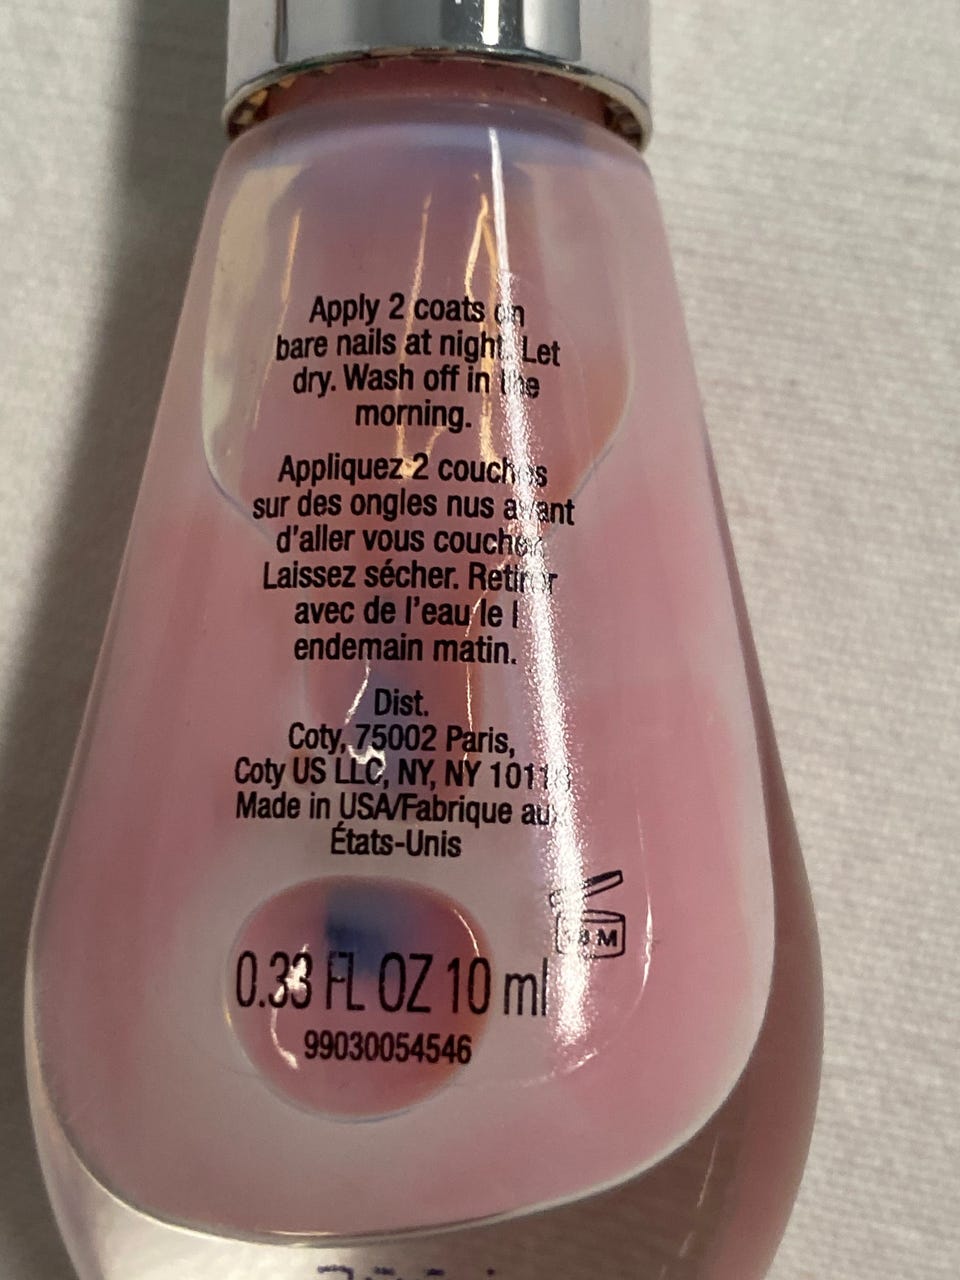 Apply 2 coats on
bare nails at night. Let
dry. Wash off in the
morning.
Appliquez 2 couches
sur des ongles nus avant
d'aller vous coucher.
Laissez sécher. Retirer
avec de l'eau le l
endemain matin.
Dist.
Coty, 75002 Paris,
Coty US LLC, NY, NY
Made in USA/Fabrique aux
États-Unis
M
0.33 FL OZ 10 ml
99030054546